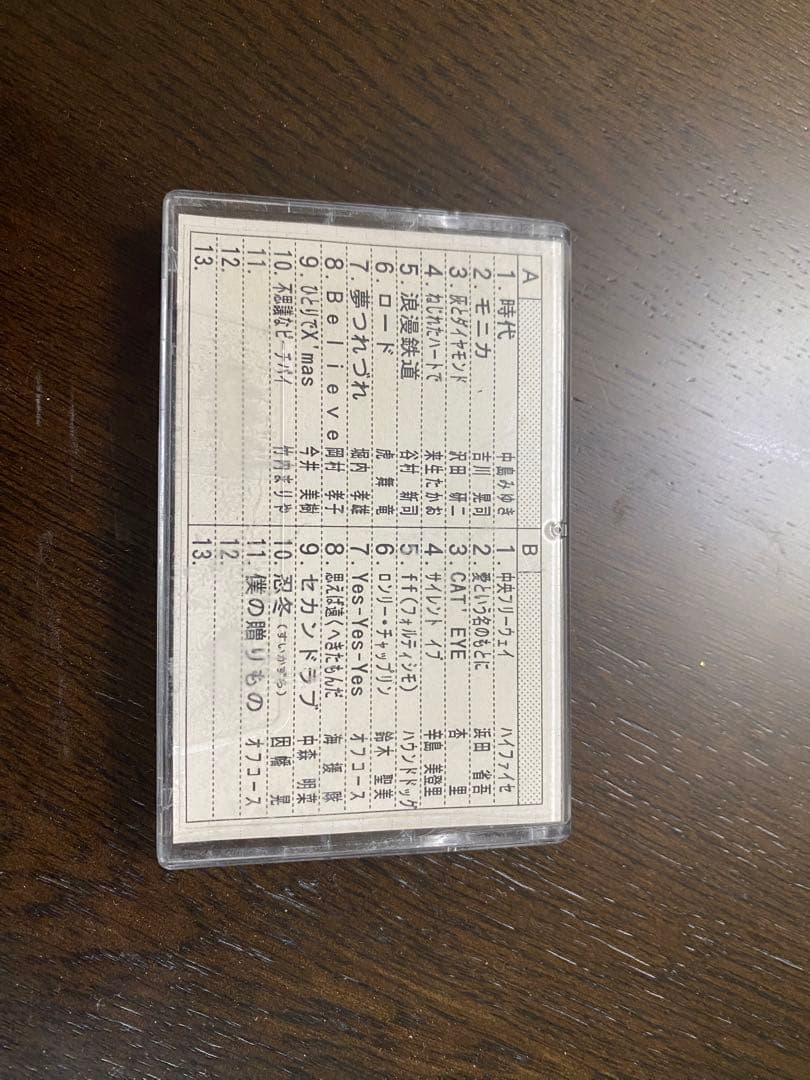 A
1. 時代 中島みゆき
2. モニカ 吉川 晃司
3. 灰とダイヤモンド 沢田 研二
4. ねじれたハートで 来生たかお
5. 浪漫鉄道 谷村 新司
6. ロード 虎 舞 竜
7. 夢つれづれ 堀内 孝雄
8. Believe 岡村 孝子
9. ひとりでX'mas 今井 美樹
10. 不思議なピーチパイ 竹内まりや
11.
12.
13.
B
1. 中央フリーウェイ ハイファイセ
2. 愛という名のもとに 浜田 省吾
3. CAT' EYE 杏 里
4. サイレント イブ 辛島 美登里
5. ff(フォルティシモ) ハウンドドッグ
6. ロンリー・チャップリン 鈴木 聖美
7. Yes-Yes-Yes オフコース
8. 思えば遠くへきたもんだ 海 援 隊
9. セカンドラブ 中森 明菜
10. 忍冬(すいかずら) 因幡 晃
11. 僕の贈りもの オフコース
12.
13.